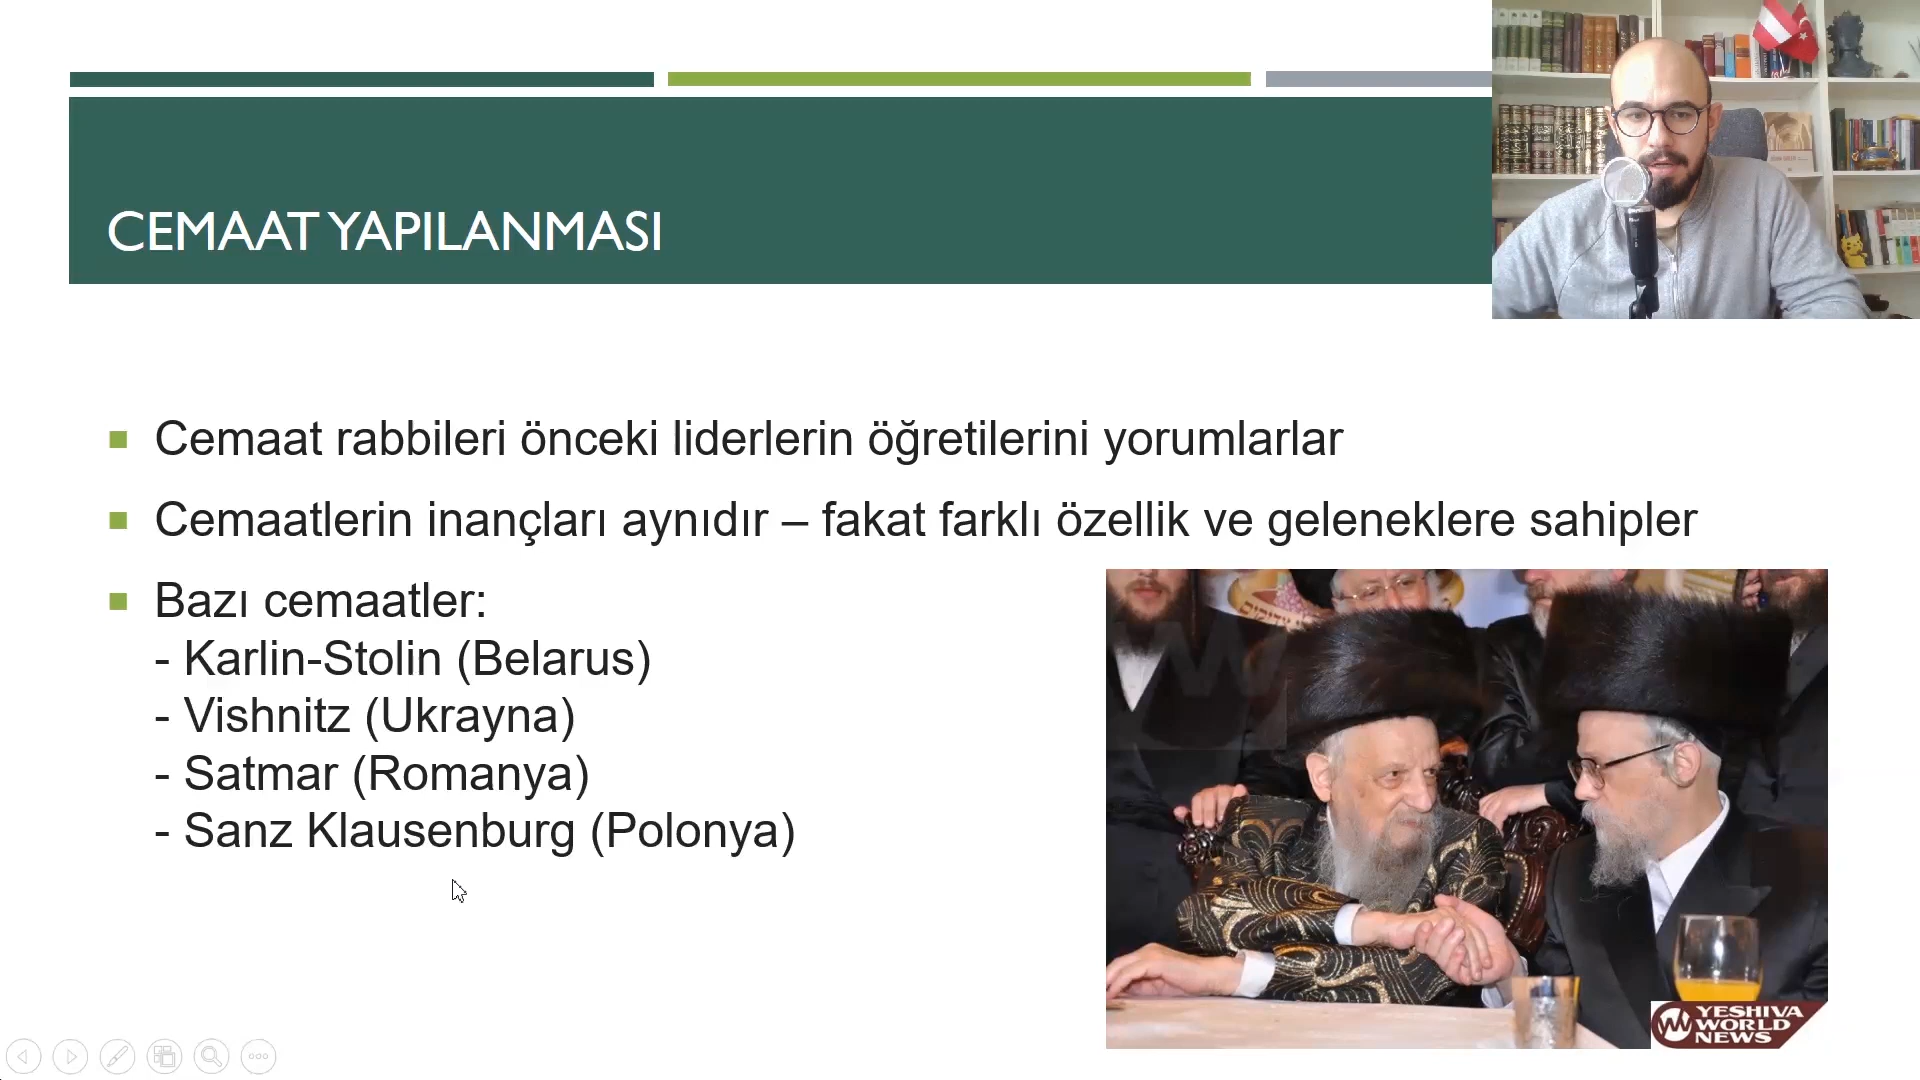 CEMAAT YAPILANMASI
Cemaat rabbileri önceki liderlerin öğretilerini yorumlarlar
Cemaatlerin inançları aynıdır – fakat farklı özellik ve geleneklere sahipler
Bazı cemaatler:
- Karlin-Stolin (Belarus)
- Vishnitz (Ukrayna)
- Satmar (Romanya)
- Sanz Klausenburg (Polonya)
YESHIVA
WORLD
NEWS